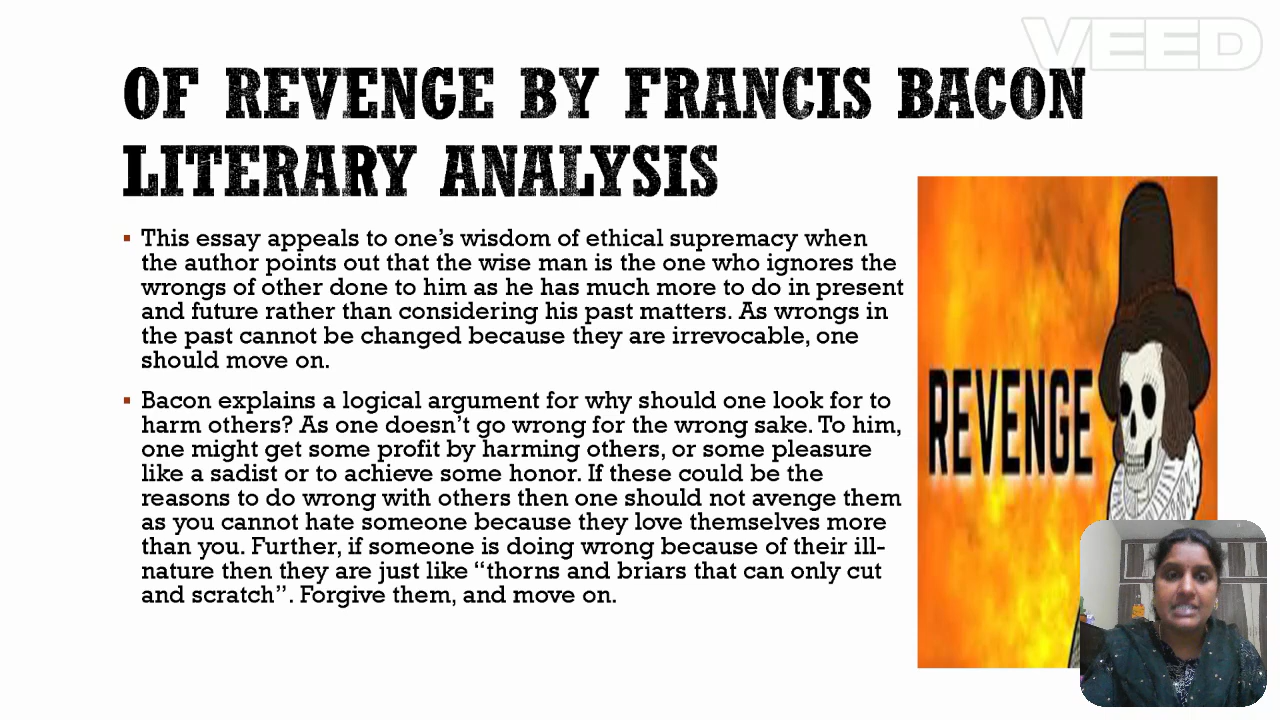 VEED
OF REVENGE BY FRANCIS BACON
LITERARY ANALYSIS
▪ This essay appeals to one's wisdom of ethical supremacy when
the author points out that the wise man is the one who ignores the
wrongs of other done to him as he has much more to do in present
and future rather than considering his past matters. As wrongs in
the past cannot be changed because they are irrevocable, one
should move on.
▪ Bacon explains a logical argument for why should one look for to
harm others? As one doesn't go wrong for the wrong sake. To him,
one might get some profit by harming others, or some pleasure
like a sadist or to achieve some honor. If these could be the
reasons to do wrong with others then one should not avenge them
as you cannot hate someone because they love themselves more
than you. Further, if someone is doing wrong because of their ill-
nature then they are just like “thorns and briars that can only cut
and scratch”. Forgive them, and move on.
REVENGE